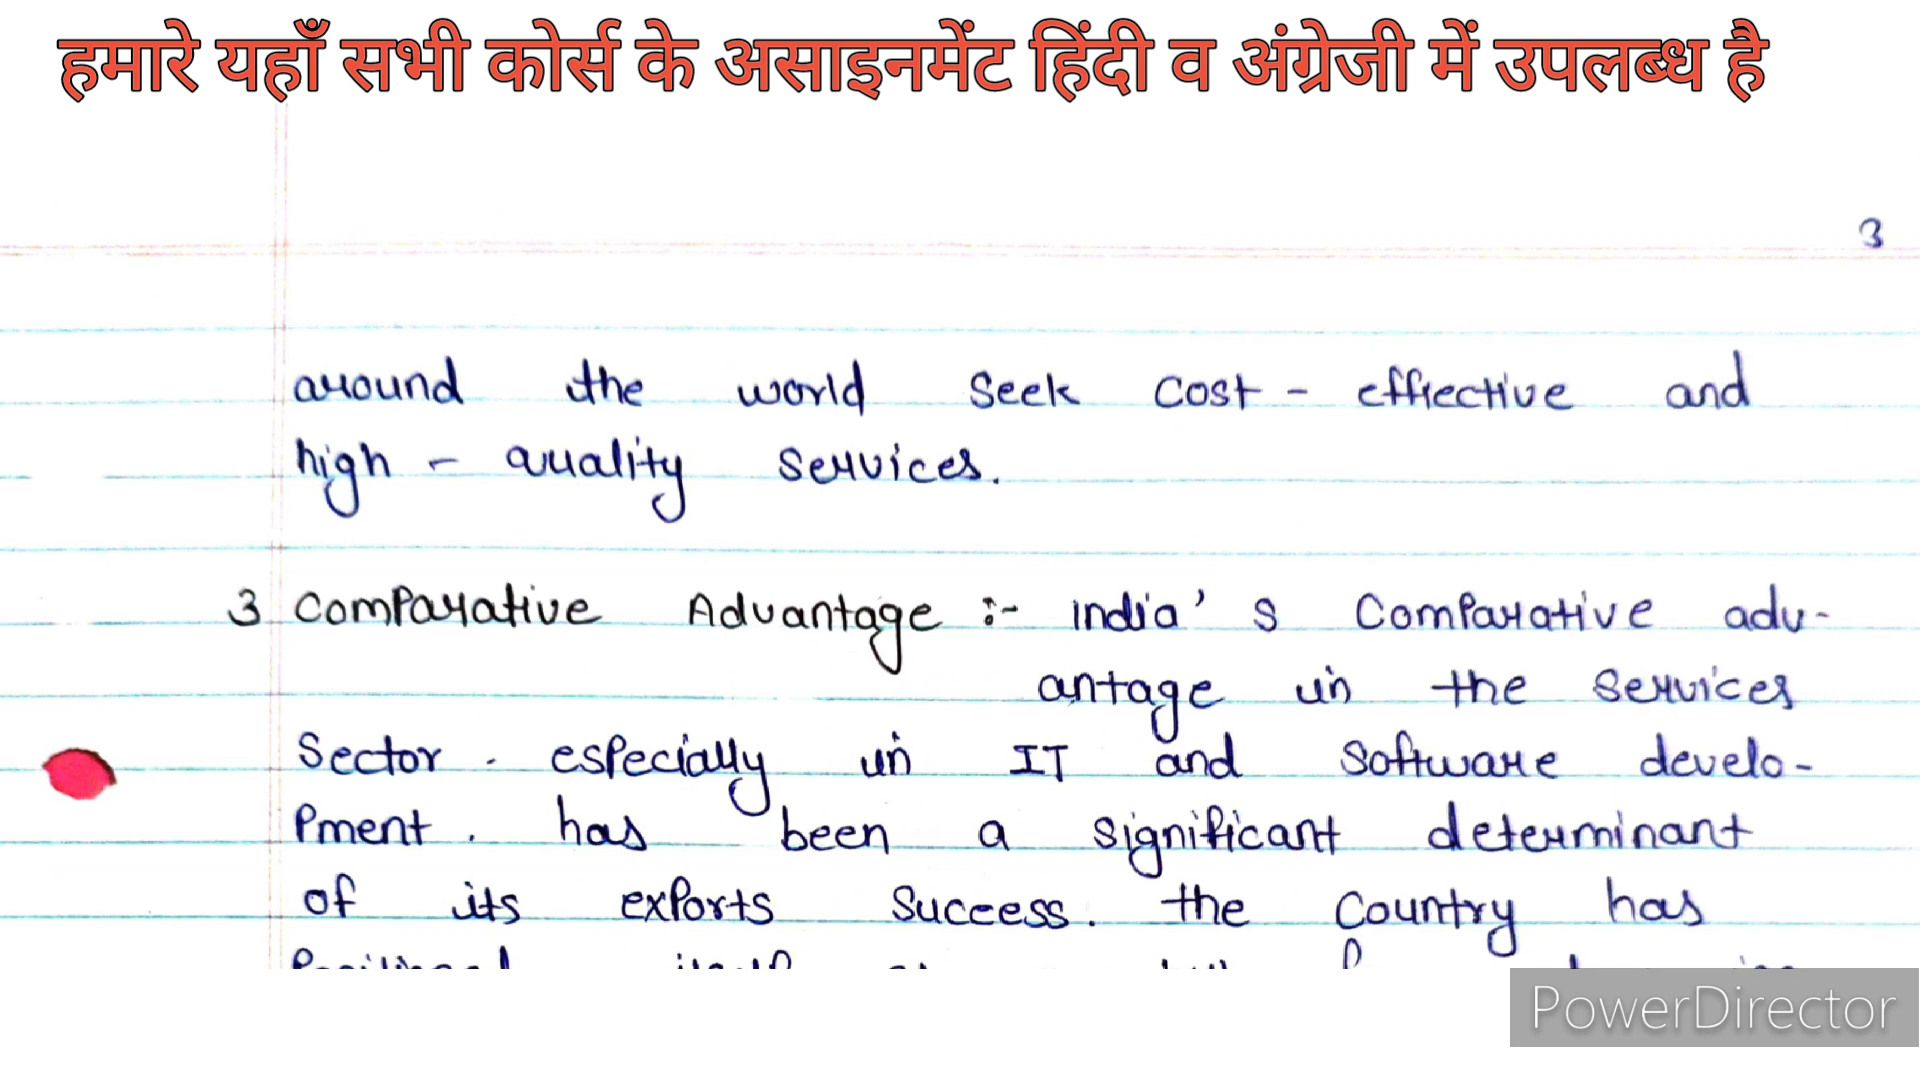 हमारे यहाँ सभी कोर्स के असाइनमेंट हिंदी व अंग्रेजी में उपलब्ध है
3
around the world seek cost - effective and
high - quality services.
3 Comparative Advantage :- india's Comparative adv-
antage in the services
Sector. especially in IT and Software develo-
pment. has been a significant determinant
of its exports success. the country has
PowerDirector